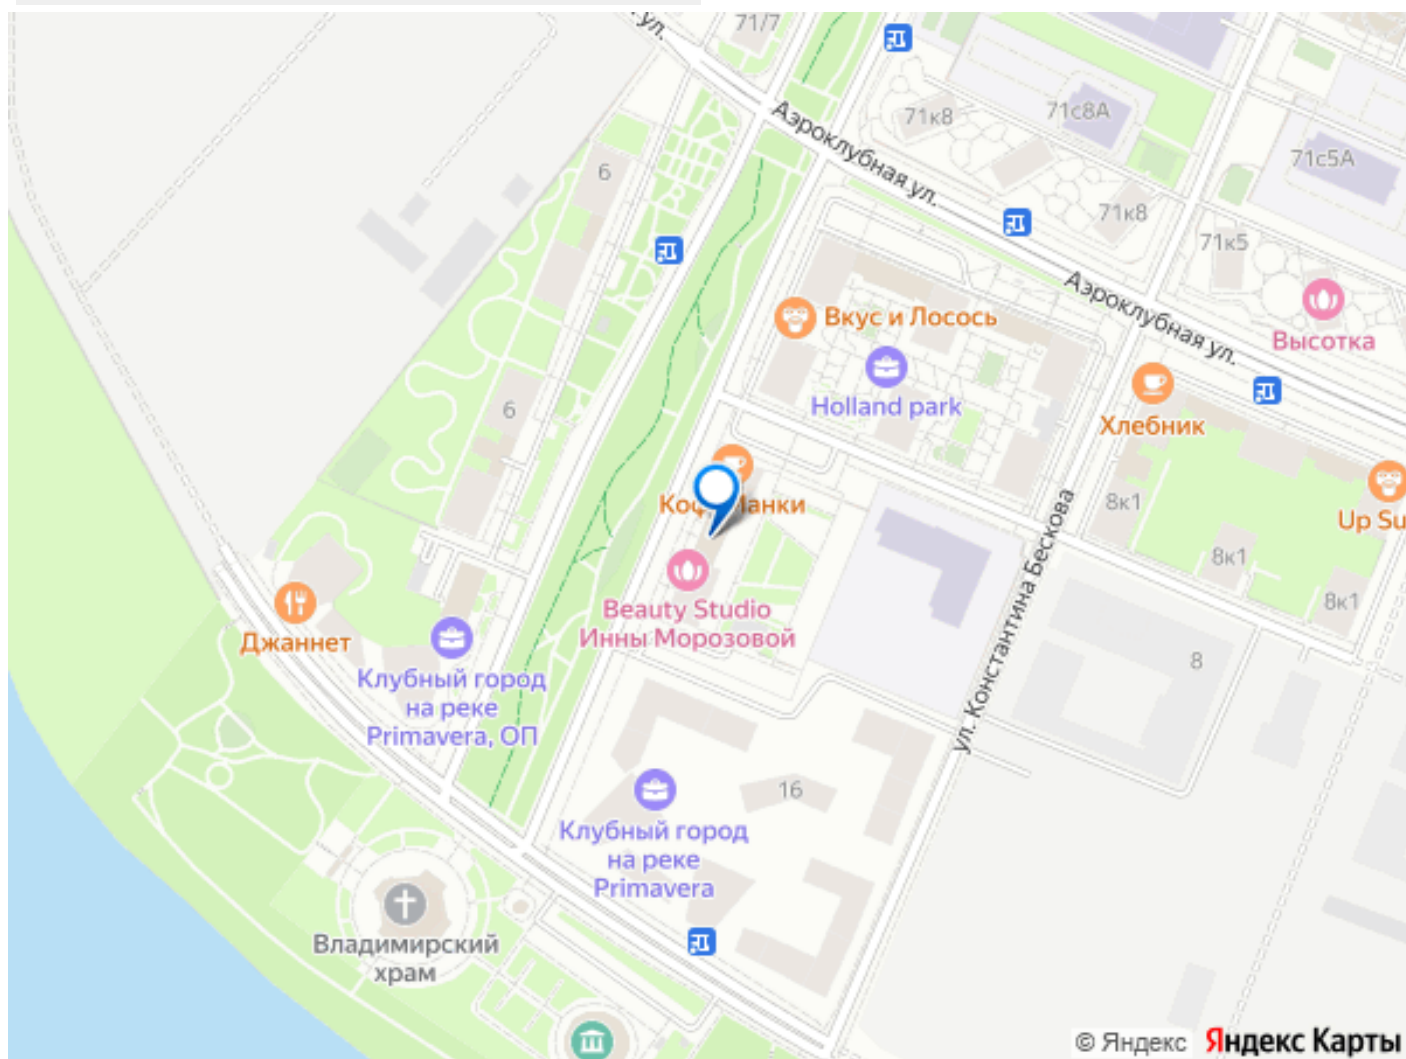 ул.
71/7
71к8
71с8А
71с5А
Аэроклубная ул.
6
71к8
71к5
Аэроклубная ул.
Вкус и Лосось
Высотка
Holland park
6
Хлебник
8к1
Up Su
8к1
8к1
ул. Константина Бескова
Beauty Studio
Инны Морозовой
Джаннет
8
Клубный город
на реке
Primavera, ОП
16
Клубный город
на реке
Primavera
Владимирский
храм
© Яндекс Яндекс Карты